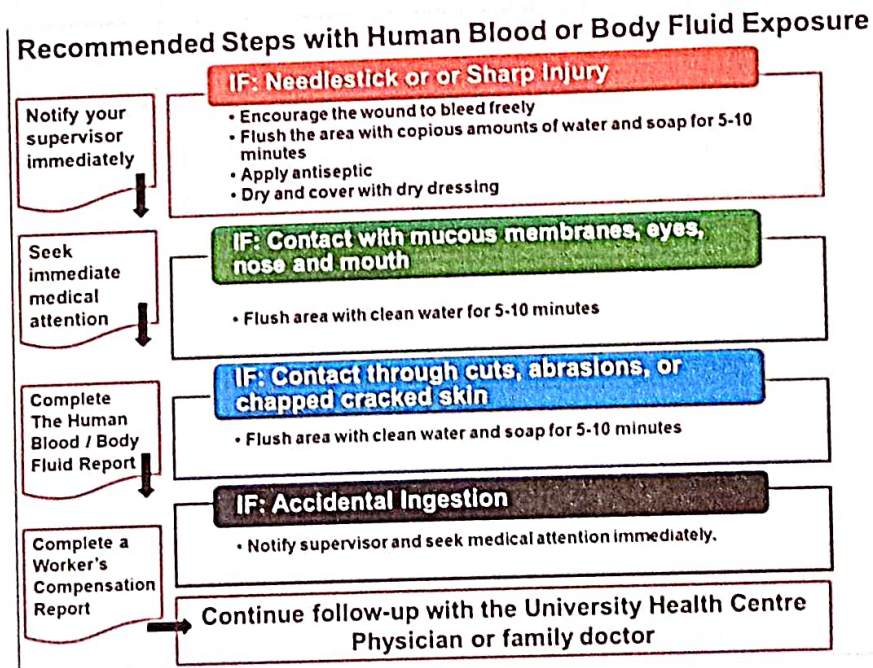 Recommended Steps with Human Blood or Body Fluid Exposure
Notify your
supervisor
immediately
IF: Needlestick or or Sharp Injury
• Encourage the wound to bleed freely
• Flush the area with copious amounts of water and soap for 5-10
minutes
• Apply antiseptic
• Dry and cover with dry dressing
Seek
immediate
medical
attention
IF: Contact with mucous membranes, eyes,
nose and mouth
• Flush area with clean water for 5-10 minutes
Complete
The Human
Blood / Body
Fluid Report
IF: Contact through cuts, abrasions, or
chapped cracked skin
• Flush area with clean water and soap for 5-10 minutes
Complete a
Worker's
Compensation
Report
IF: Accidental Ingestion
• Notify supervisor and seek medical attention immediately.
Continue follow-up with the University Health Centre
Physician or family doctor